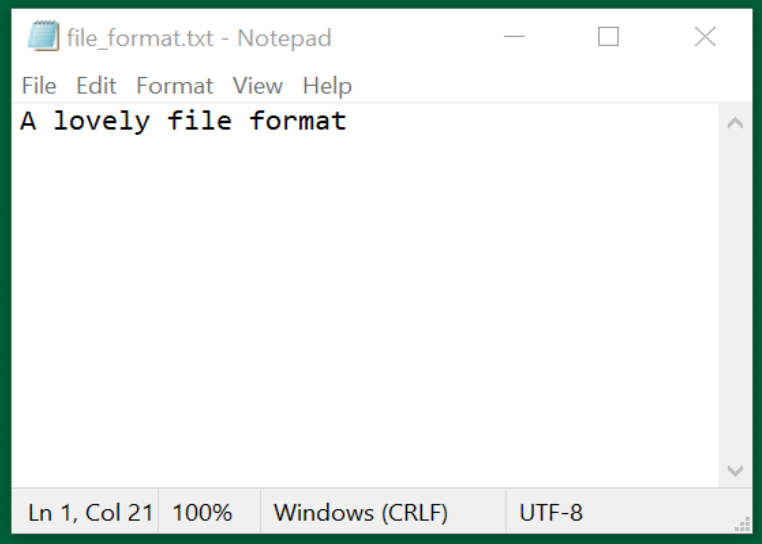 file_format.txt - Notepad
File Edit Format View Help
A lovely file format
Ln 1, Col 21 100% Windows (CRLF) UTF-8